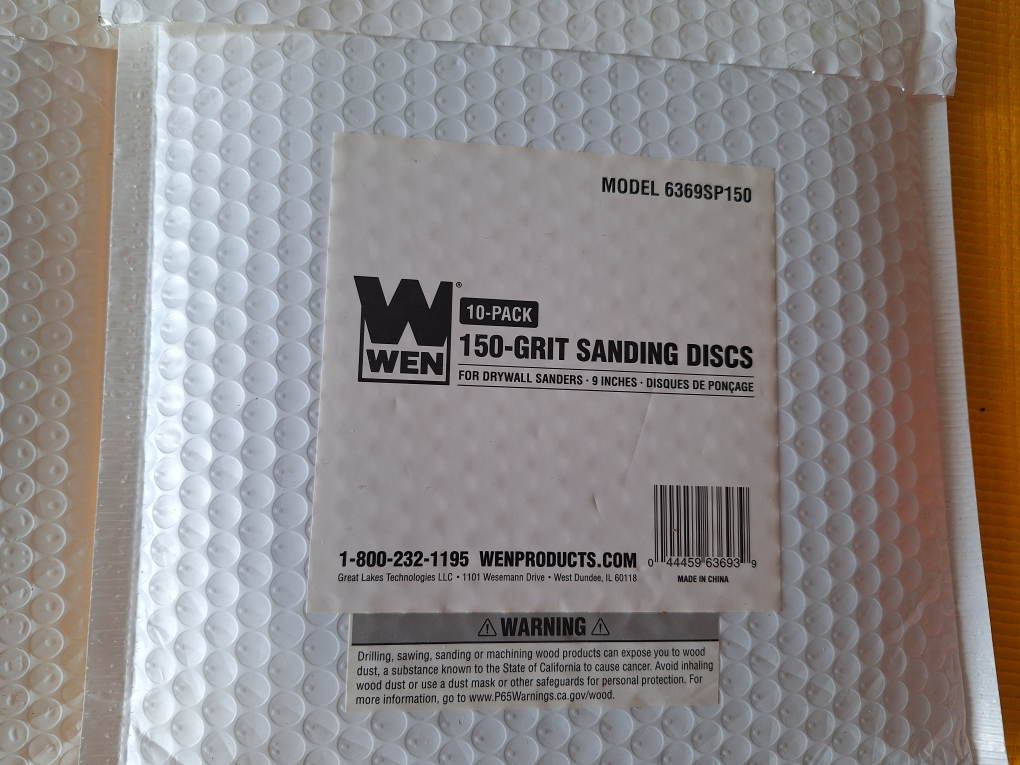 MODEL 6369SP150
W®
WEN
10-PACK
150-GRIT SANDING DISCS
FOR DRYWALL SANDERS · 9 INCHES · DISQUES DE PONÇAGE
1-800-232-1195 WENPRODUCTS.COM
Great Lakes Technologies LLC • 1101 Wesemann Drive • West Dundee, IL 60118
0 44459 63693 9
MADE IN CHINA
⚠ WARNING ⚠
Drilling, sawing, sanding or machining wood products can expose you to wood
dust, a substance known to the State of California to cause cancer. Avoid inhaling
wood dust or use a dust mask or other safeguards for personal protection. For
more information, go to www.P65Warnings.ca.gov/wood.